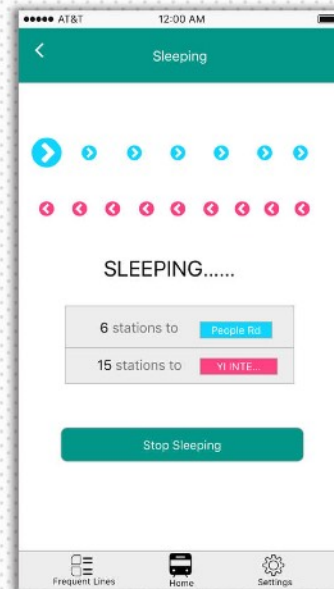 AT&T 12:00 AM
Sleeping
SLEEPING......
6 stations to People Rd
15 stations to YI INTE...
Stop Sleeping
Frequent Lines Home Settings